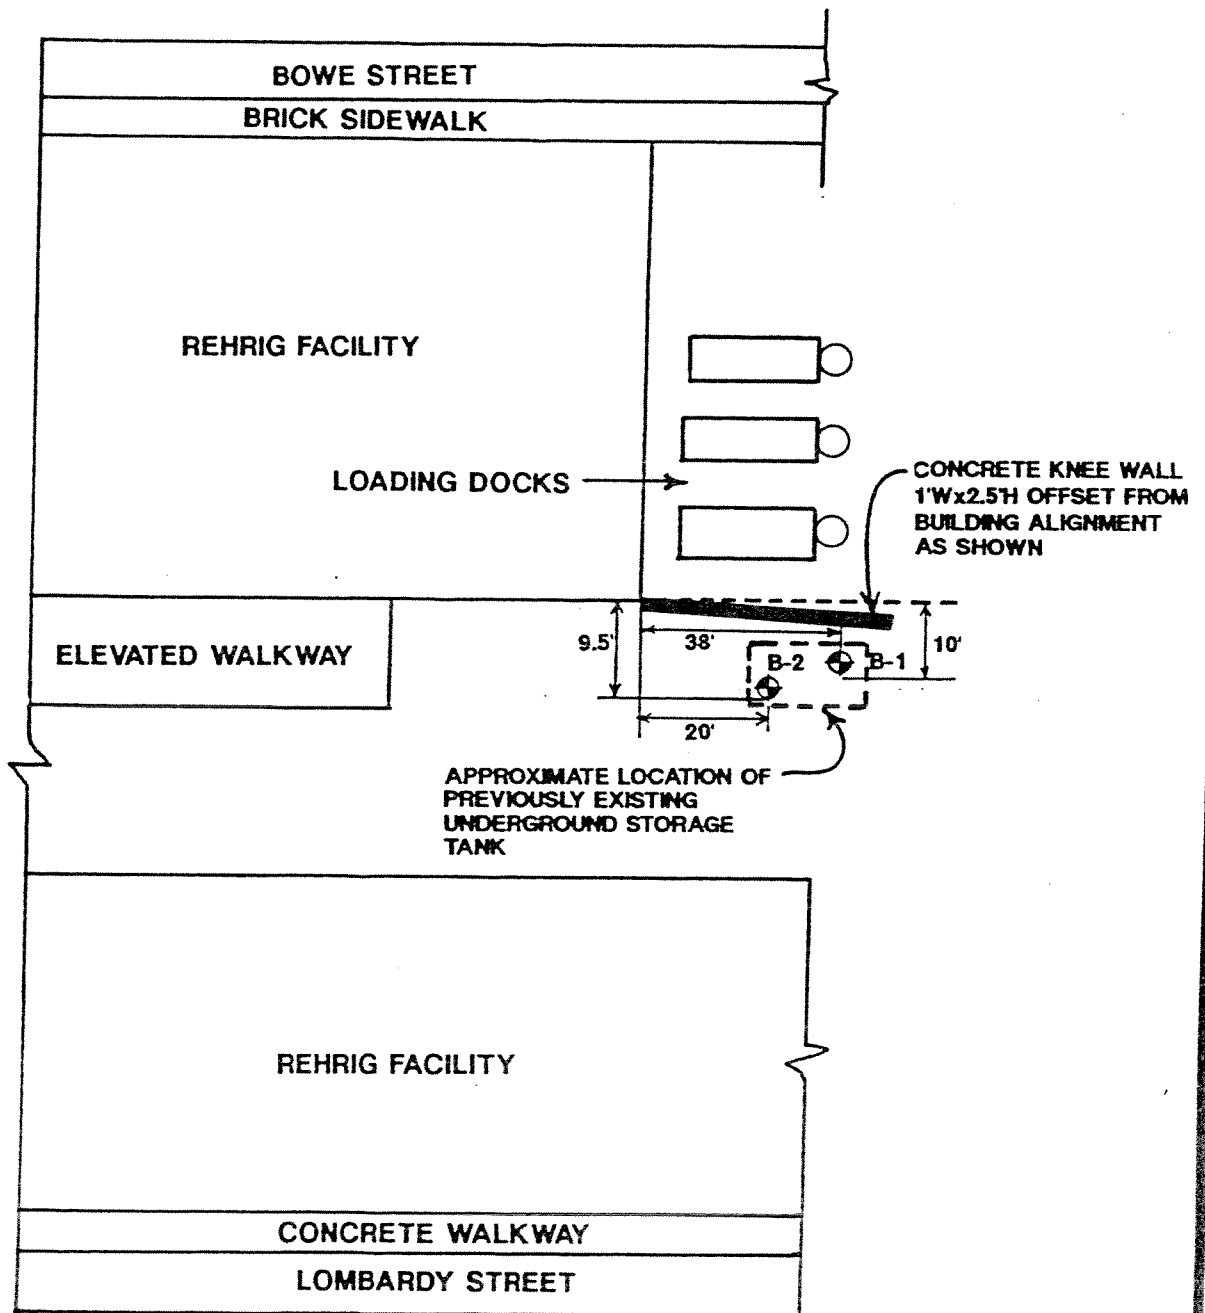 BOWE STREET
BRICK SIDEWALK
REHRIG FACILITY
LOADING DOCKS
CONCRETE KNEE WALL
1'Wx2.5'H OFFSET FROM
BUILDING ALIGNMENT
AS SHOWN
9.5'
38'
10'
ELEVATED WALKWAY
B-2
B-1
20'
APPROXIMATE LOCATION OF
PREVIOUSLY EXISTING
UNDERGROUND STORAGE
TANK
REHRIG FACILITY
CONCRETE WALKWAY
LOMBARDY STREET